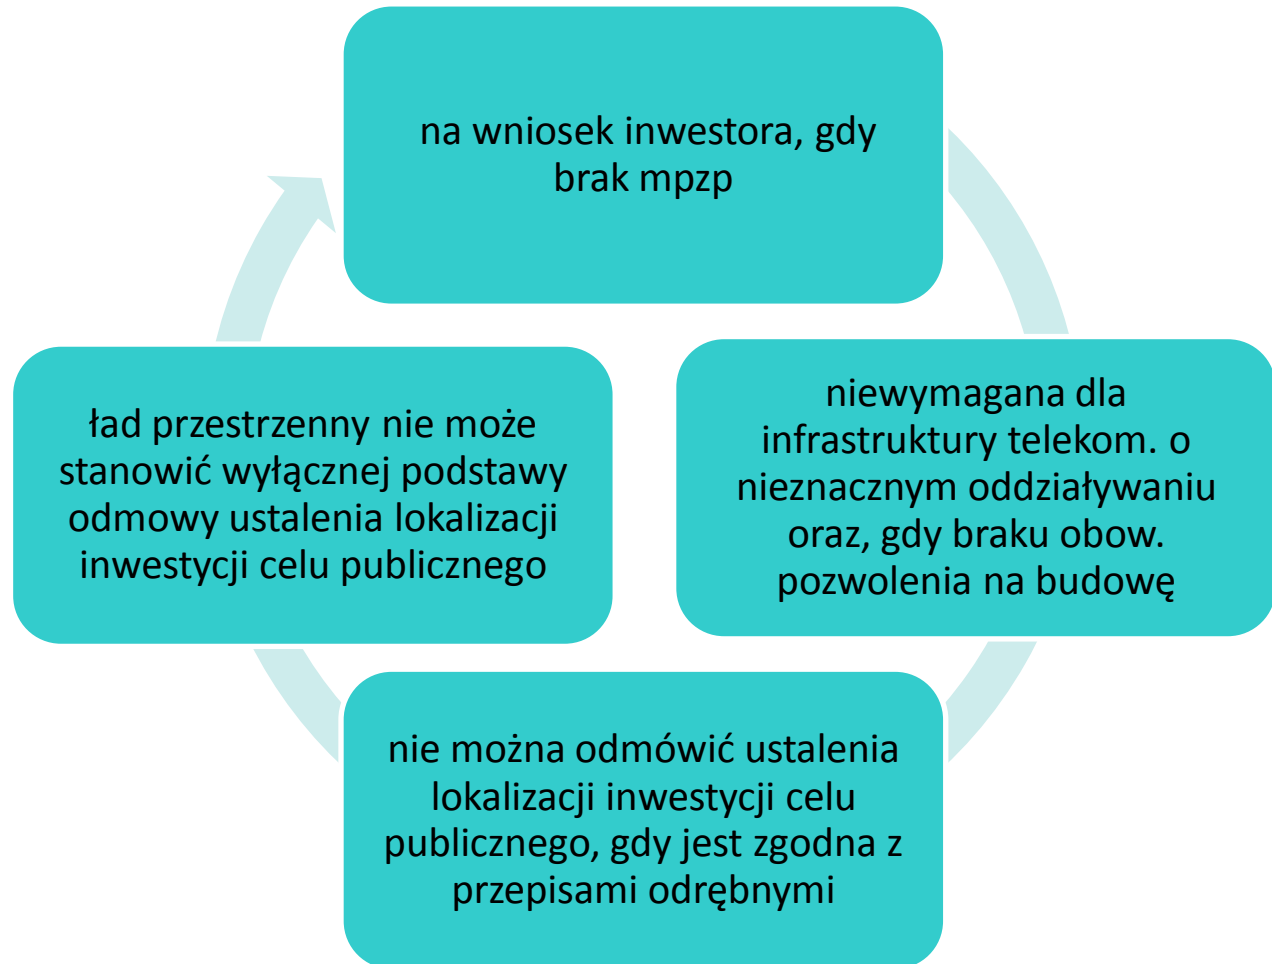 na wniosek inwestora, gdy
brak mpzp
niewymagana dla
infrastruktury telekom. o
nieznacznym oddziaływaniu
oraz, gdy braku obow.
pozwolenia na budowę
nie można odmówić ustalenia
lokalizacji inwestycji celu
publicznego, gdy jest zgodna z
przepisami odrębnymi
ład przestrzenny nie może
stanowić wyłącznej podstawy
odmowy ustalenia lokalizacji
inwestycji celu publicznego